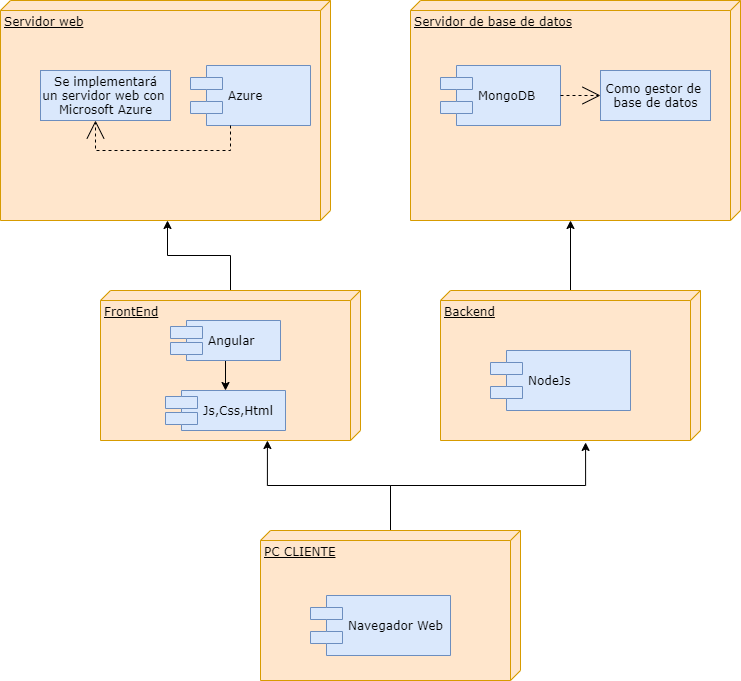 Servidor web
Se implementará
un servidor web con
Microsoft Azure
Azure
Servidor de base de datos
MongoDB
Como gestor de
base de datos
FrontEnd
Angular
Js,Css,Html
Backend
NodeJs
PC CLIENTE
Navegador Web